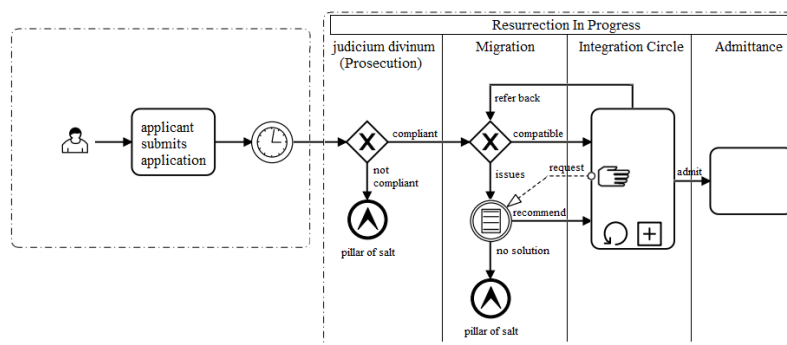 Resurrection In Progress
judicium divinum
(Prosecution)
Migration
Integration Circle
Admittance
refer back
applicant
submits
application
compliant
compatible
not
compliant
issues
request
admit
recommend
pillar of salt
no solution
pillar of salt